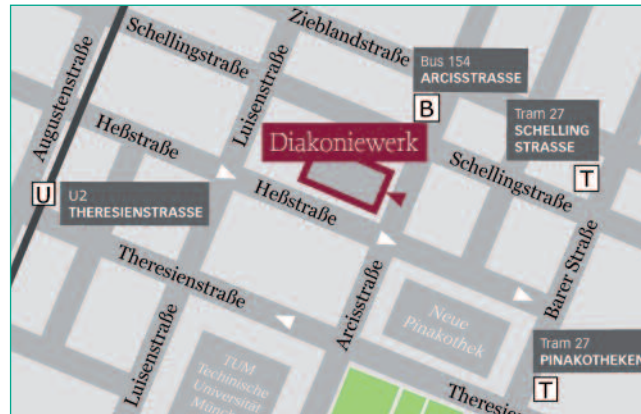 Zieblandstraße
Schellingstraße
Bus 154
ARCISSTRASSE
B
Augustenstraße
Luisenstraße
Tram 27
SCHELLING
STRASSE
T
Heßstraße
Diakoniewerk
Schellingstraße
U
U2
THERESIENSTRASSE
Heßstraße
Theresienstraße
Barer Straße
Arcisstraße
Neue
Pinakothek
Luisenstraße
Tram 27
PINAKOTHEKEN
T
TUM
Techinische
Universität